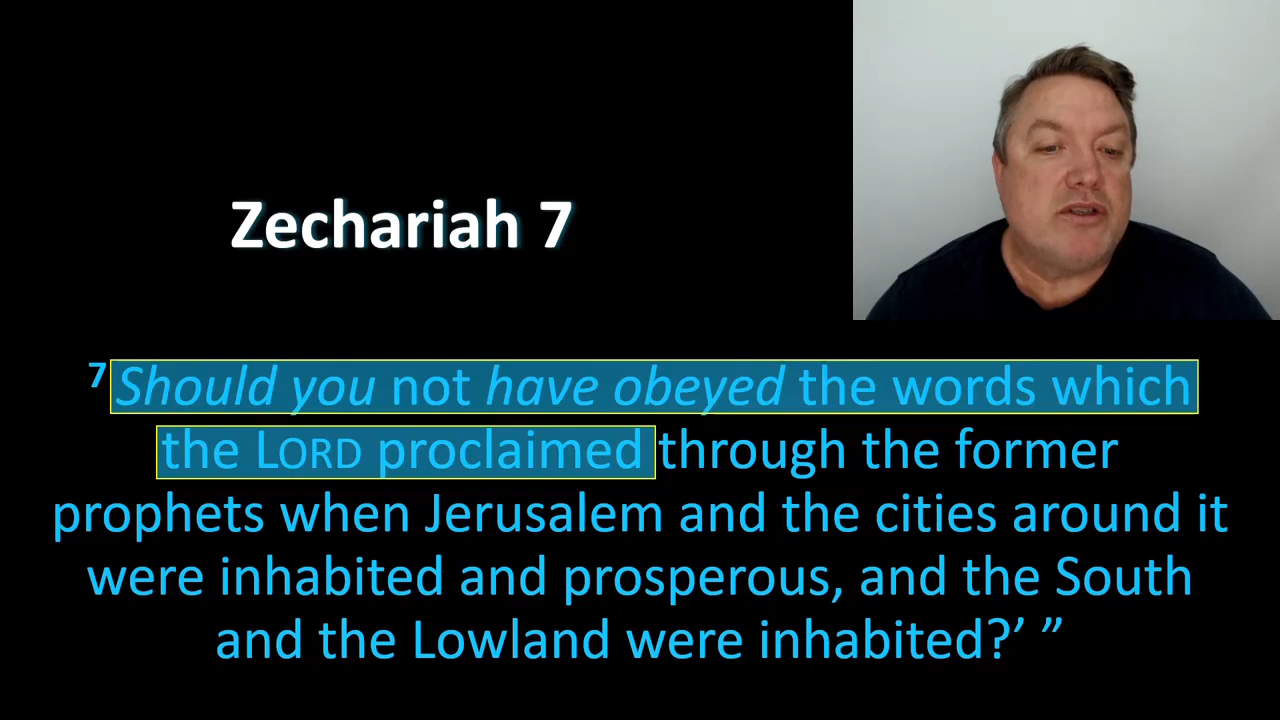 Zechariah 7
7 Should you not have obeyed the words which
the LORD proclaimed through the former
prophets when Jerusalem and the cities around it
were inhabited and prosperous, and the South
and the Lowland were inhabited?’ ”